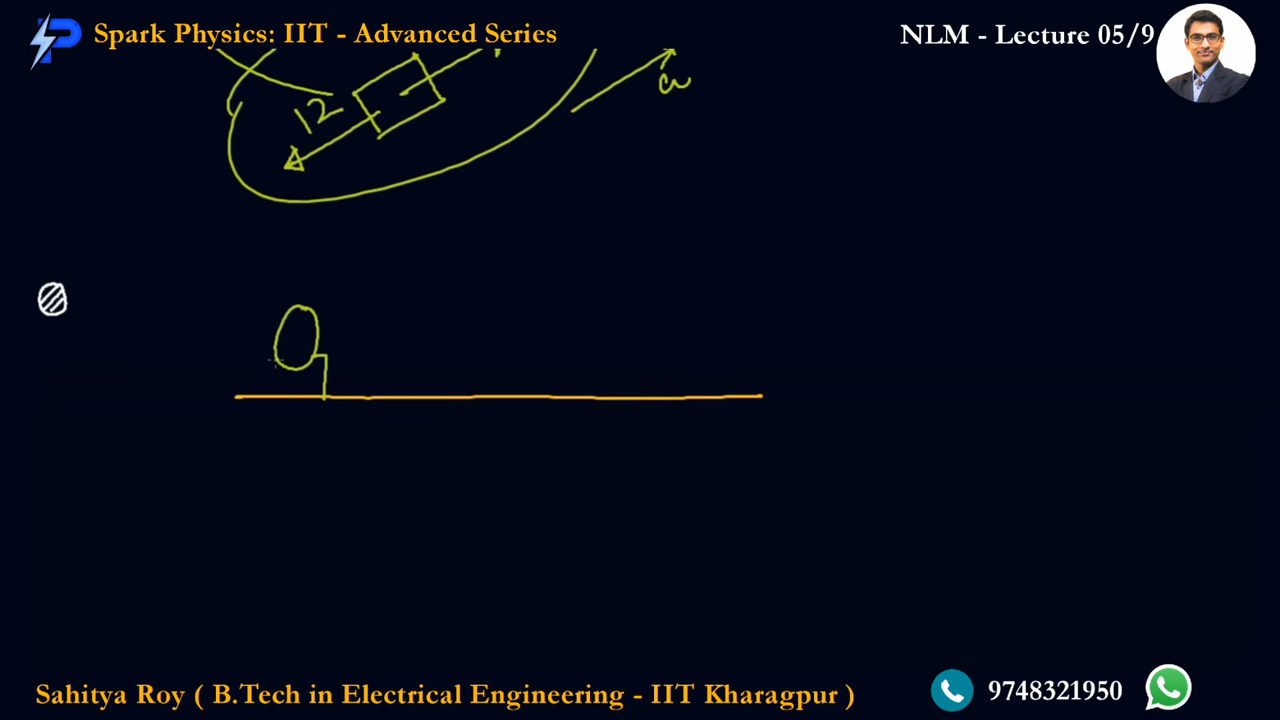 Spark Physics: IIT - Advanced Series
NLM - Lecture 05/9
12
a
Sahitya Roy ( B.Tech in Electrical Engineering - IIT Kharagpur )
9748321950